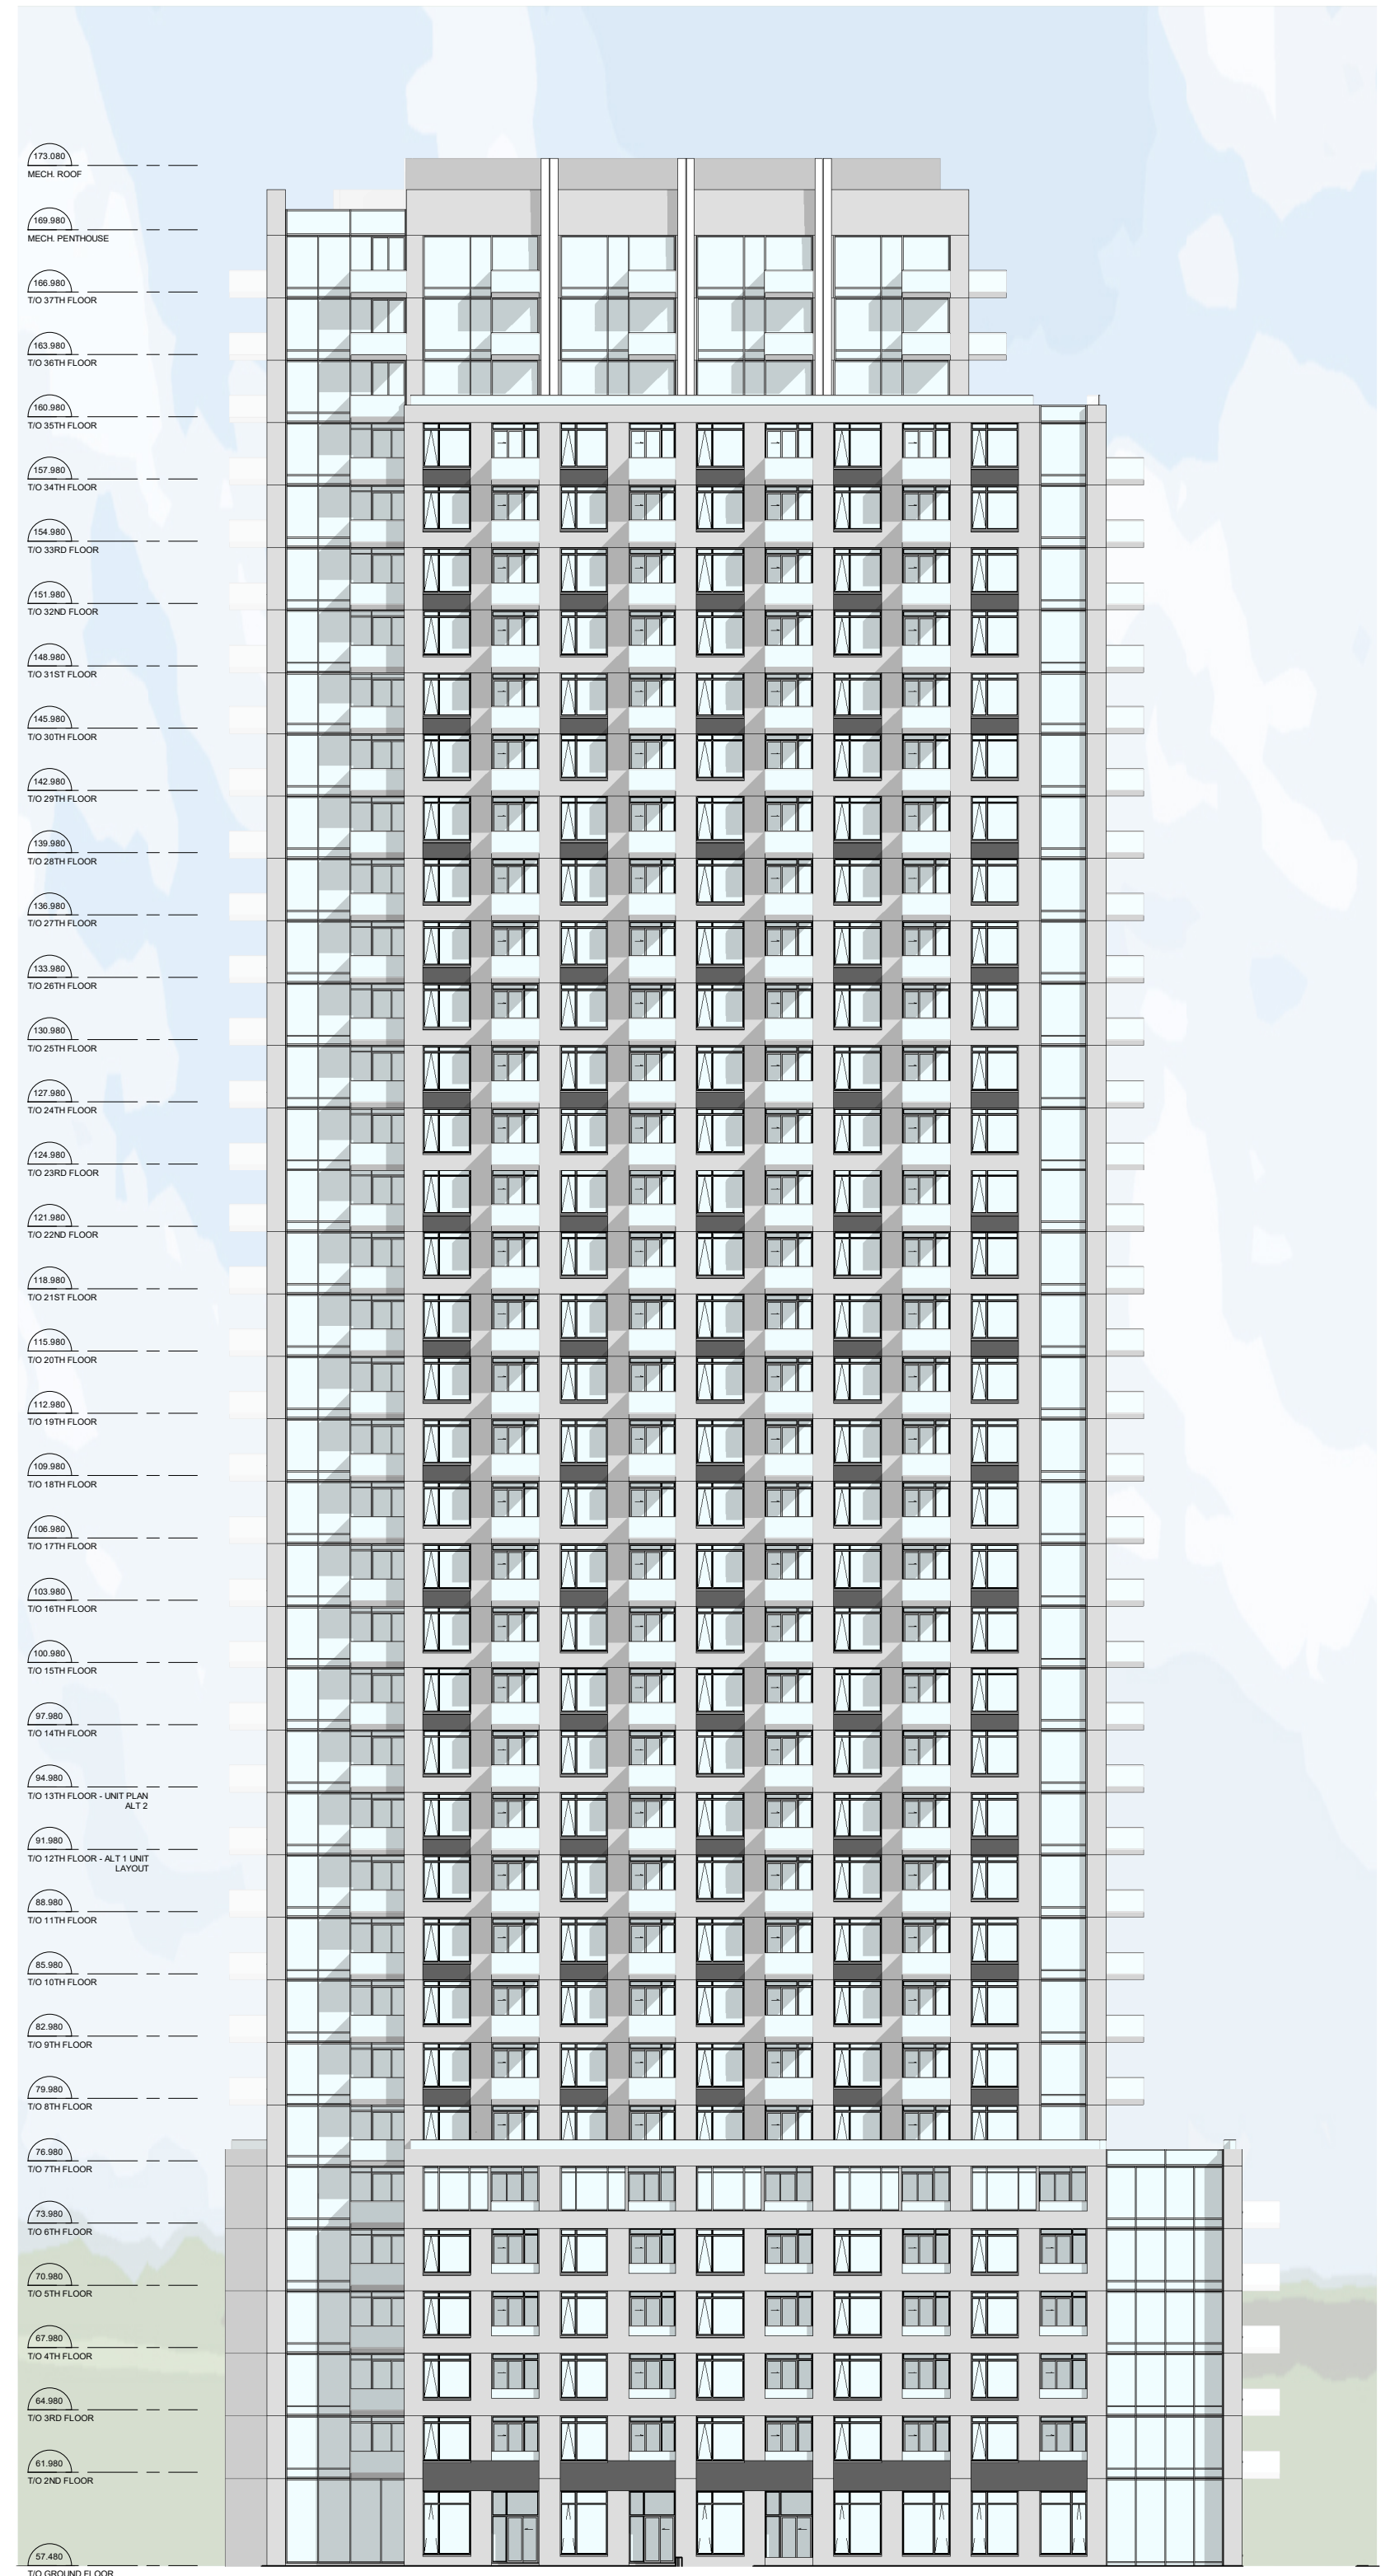 173.080
MECH. ROOF
169.980
MECH. PENTHOUSE
166.980
T/O 37TH FLOOR
163.980
T/O 36TH FLOOR
160.980
T/O 35TH FLOOR
157.980
T/O 34TH FLOOR
154.980
T/O 33RD FLOOR
151.980
T/O 32ND FLOOR
148.980
T/O 31ST FLOOR
145.980
T/O 30TH FLOOR
142.980
T/O 29TH FLOOR
139.980
T/O 28TH FLOOR
136.980
T/O 27TH FLOOR
133.980
T/O 26TH FLOOR
130.980
T/O 25TH FLOOR
127.980
T/O 24TH FLOOR
124.980
T/O 23RD FLOOR
121.980
T/O 22ND FLOOR
118.980
T/O 21ST FLOOR
115.980
T/O 20TH FLOOR
112.980
T/O 19TH FLOOR
109.980
T/O 18TH FLOOR
106.980
T/O 17TH FLOOR
103.980
T/O 16TH FLOOR
100.980
T/O 15TH FLOOR
97.980
T/O 14TH FLOOR
94.980
T/O 13TH FLOOR - UNIT PLAN
ALT 2
91.980
T/O 12TH FLOOR - ALT 1 UNIT
LAYOUT
88.980
T/O 11TH FLOOR
85.980
T/O 10TH FLOOR
82.980
T/O 9TH FLOOR
79.980
T/O 8TH FLOOR
76.980
T/O 7TH FLOOR
73.980
T/O 6TH FLOOR
70.980
T/O 5TH FLOOR
67.980
T/O 4TH FLOOR
64.980
T/O 3RD FLOOR
61.980
T/O 2ND FLOOR
57.480
T/O GROUND FLOOR